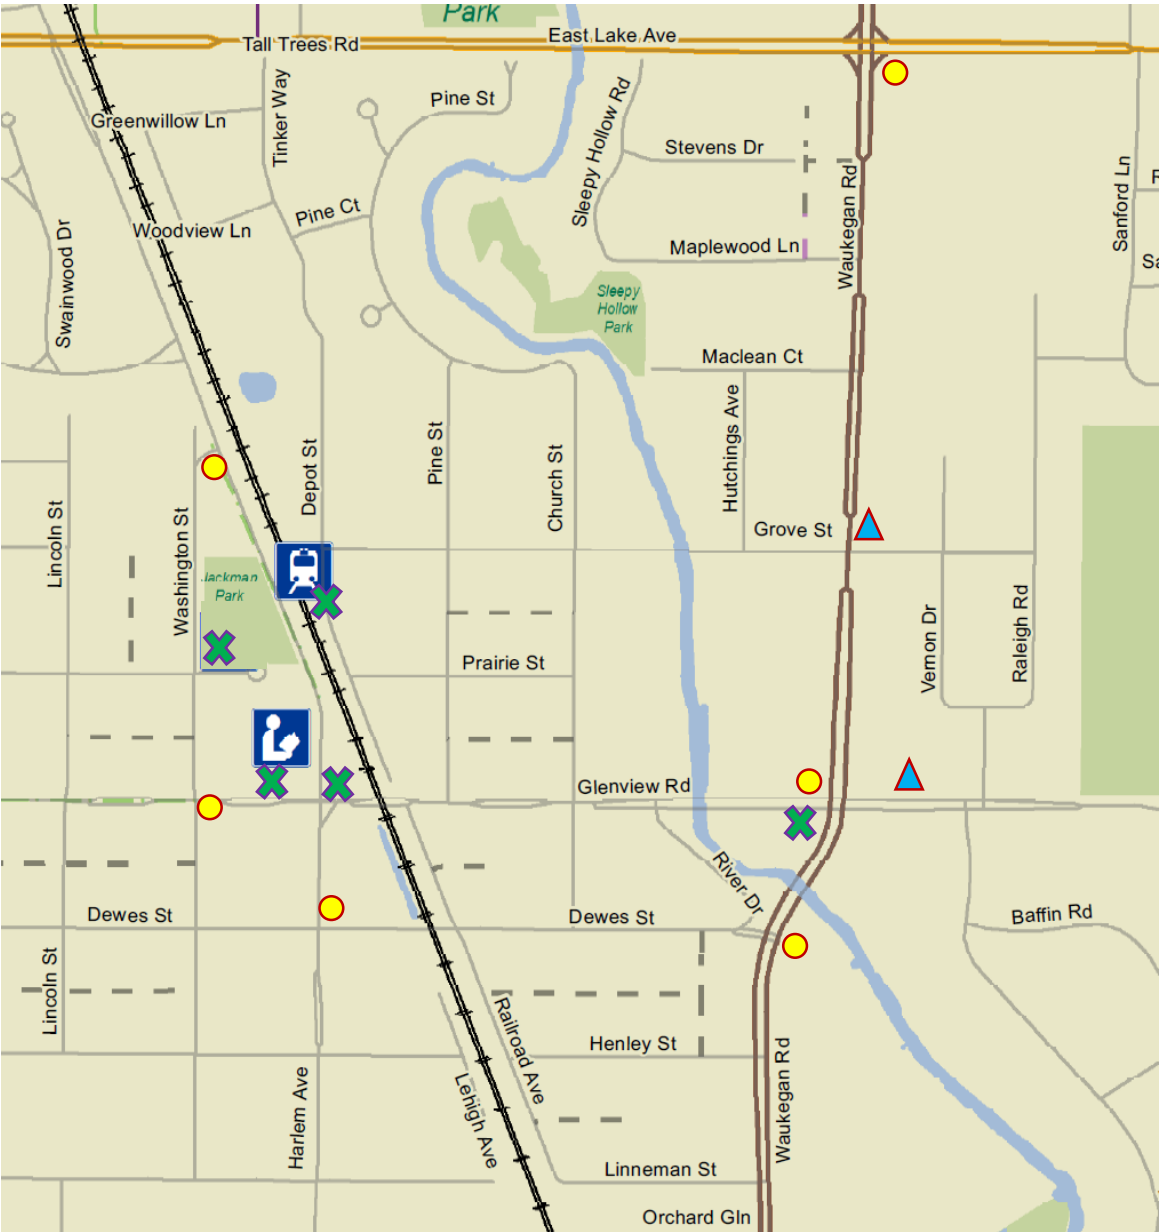 Park
East Lake Ave
Tall Trees Rd
Pine St
Sleepy Hollow Rd
Greenwillow Ln
Tinker Way
Stevens Dr
Waukegan Rd
Sanford Ln
R
Pine Ct
Woodview Ln
Maplewood Ln
Sa
Swainwood Dr
Sleepy
Hollow
Park
Maclean Ct
Hutchings Ave
Pine St
Church St
Depot St
Lincoln St
Washington St
Grove St
Jackman
Park
Vernon Dr
Raleigh Rd
Prairie St
Glenview Rd
River Dr
Dewes St
Dewes St
Baffin Rd
Lincoln St
Railroad Ave
Henley St
Waukegan Rd
Harlem Ave
Lehigh Ave
Linneman St
Orchard Gln